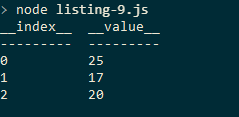 > node listing-9.js
__index__  __value__
---------  ---------
0          25
1          17
2          20